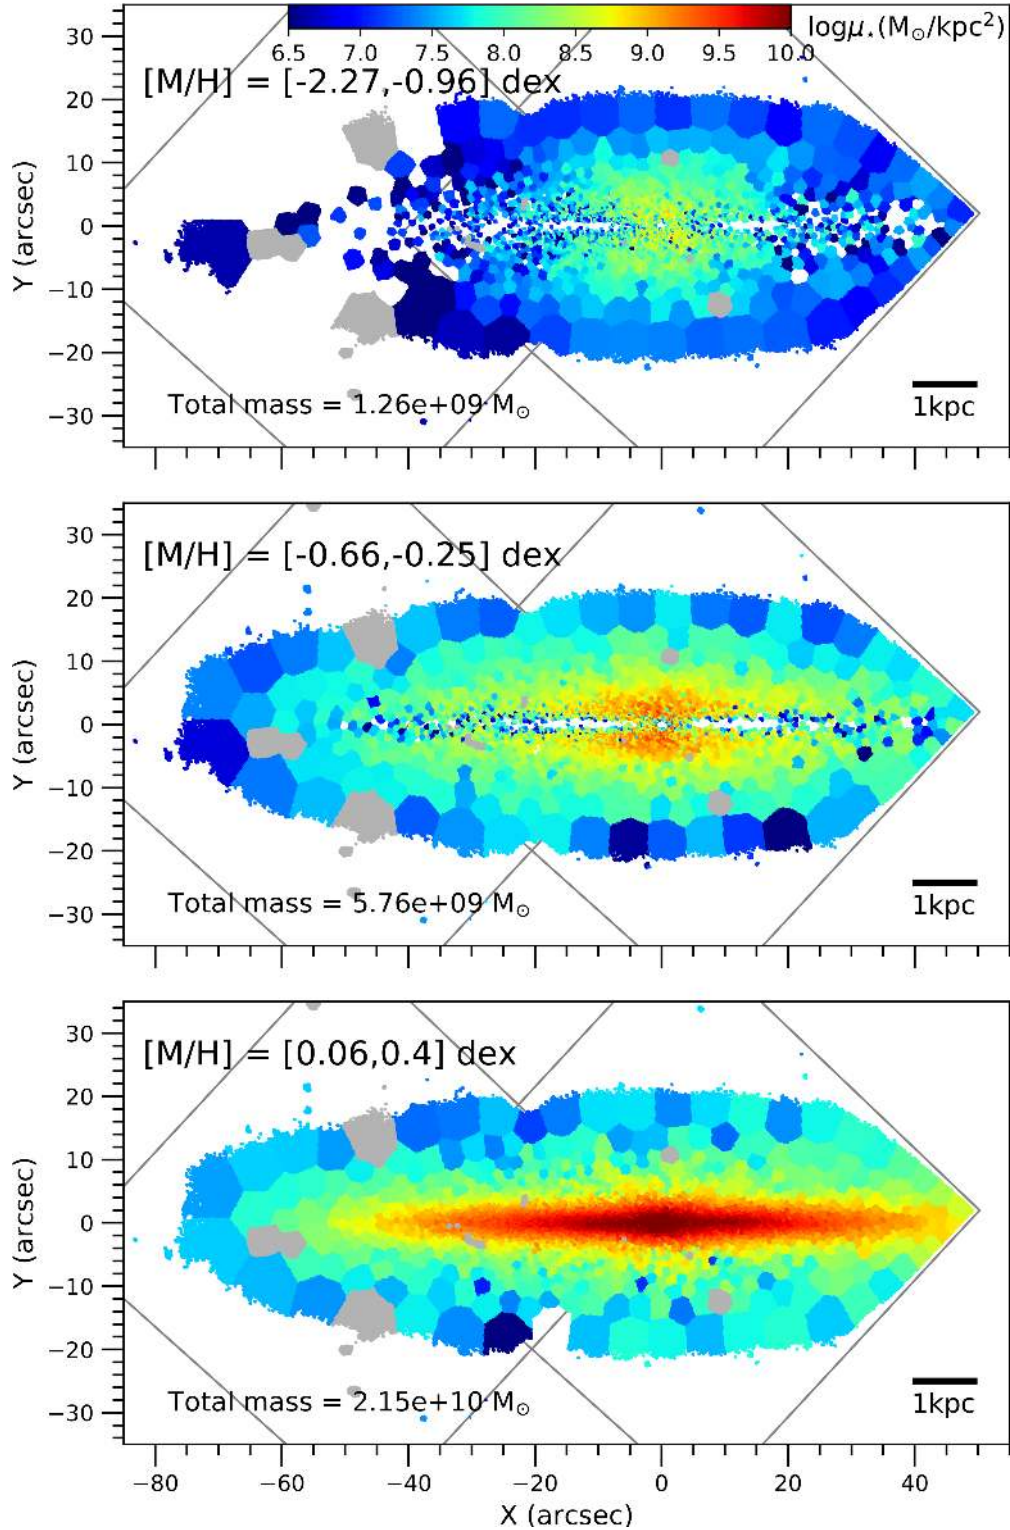 logμ⋆(M⊙/kpc²)
6.5 7.0 7.5 8.0 8.5 9.0 9.5 10.0
[M/H] = [-2.27,-0.96] dex
30
20
10
0
−10
−20
−30
Y (arcsec)
Total mass = 1.26e+09 M⊙
1kpc
[M/H] = [-0.66,-0.25] dex
30
20
10
0
−10
−20
−30
Y (arcsec)
Total mass = 5.76e+09 M⊙
1kpc
[M/H] = [0.06,0.4] dex
30
20
10
0
−10
−20
−30
Y (arcsec)
Total mass = 2.15e+10 M⊙
1kpc
−80 −60 −40 −20 0 20 40
X (arcsec)